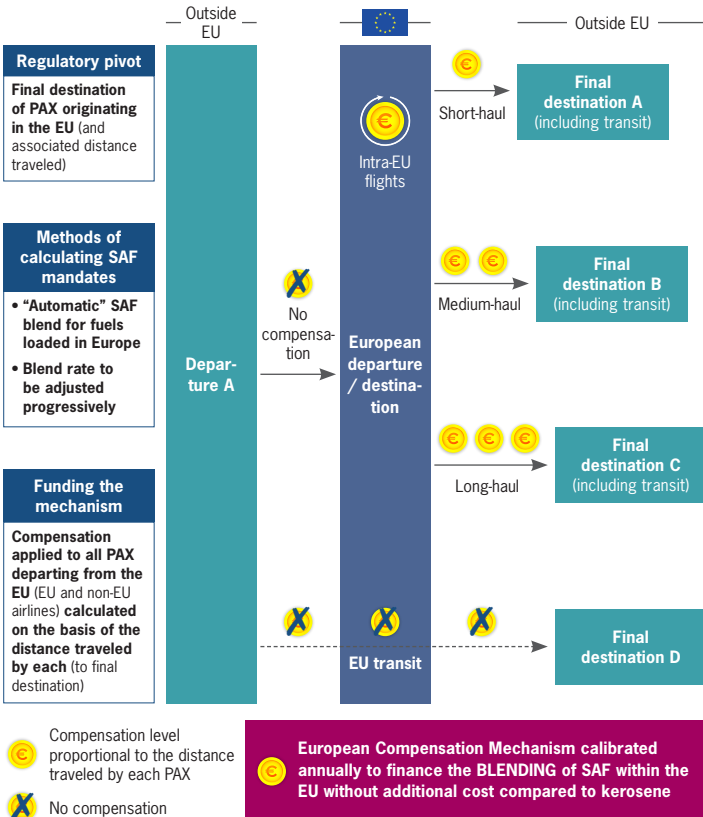 Outside
EU
Outside EU
Regulatory pivot
Final destination
of PAX originating
in the EU (and
associated distance
traveled)
Methods of
calculating SAF
mandates
• “Automatic” SAF
blend for fuels
loaded in Europe
• Blend rate to
be adjusted
progressively
Funding the
mechanism
Compensation
applied to all PAX
departing from the
EU (EU and non-EU
airlines) calculated
on the basis of the
distance traveled
by each (to final
destination)
Depar-
ture A
No
compensa-
tion
€
Intra-EU
flights
European
departure
/ destina-
tion
EU transit
€
Short-haul
Final
destination A
(including transit)
€ €
Medium-haul
Final
destination B
(including transit)
€ € €
Long-haul
Final
destination C
(including transit)
Final
destination D
€
Compensation level
proportional to the distance
traveled by each PAX
No compensation
€
European Compensation Mechanism calibrated
annually to finance the BLENDING of SAF within the
EU without additional cost compared to kerosene